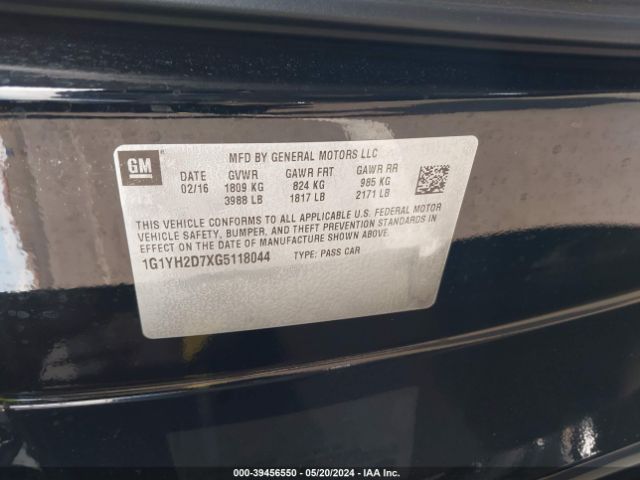 GM
MFD BY GENERAL MOTORS LLC
DATE GVWR GAWR FRT GAWR RR
02/16 1809 KG 824 KG 985 KG
3988 LB 1817 LB 2171 LB
THIS VEHICLE CONFORMS TO ALL APPLICABLE U.S. FEDERAL MOTOR
VEHICLE SAFETY, BUMPER, AND THEFT PREVENTION STANDARDS IN
EFFECT ON THE DATE OF MANUFACTURE SHOWN ABOVE.
1G1YH2D7XG5118044 TYPE: PASS CAR
000-39456550 - 05/20/2024 - IAA Inc.